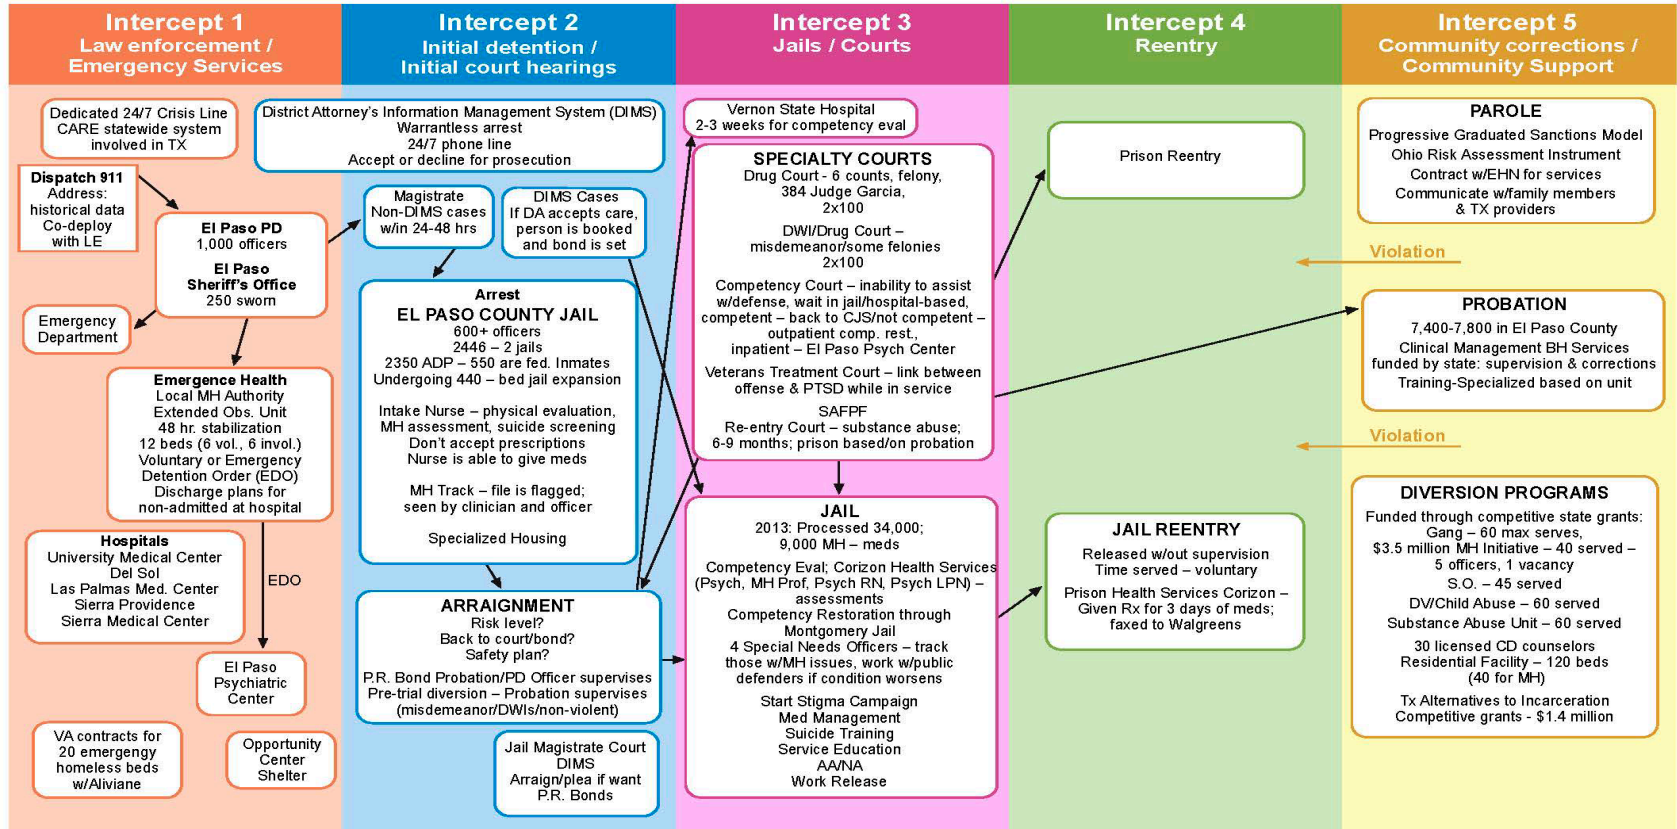 Intercept 1
Law enforcement /
Emergency Services
Dedicated 24/7 Crisis Line
CARE statewide system
involved in TX
Dispatch 911
Address:
historical data
Co-deploy
with LE
El Paso PD
1,000 officers
El Paso
Sheriff's Office
250 sworn
Emergency
Department
Emergence Health
Local MH Authority
Extended Obs. Unit
48 hr. stabilization
12 beds (6 vol., 6 invol.)
Voluntary or Emergency
Detention Order (EDO)
Discharge plans for
non-admitted at hospital
Hospitals
University Medical Center
Del Sol
Las Palmas Med. Center
Sierra Providence
Sierra Medical Center
EDO
El Paso
Psychiatric
Center
VA contracts for
20 emergengy
homeless beds
w/Aliviane
Opportunity
Center
Shelter
Intercept 2
Initial detention /
Initial court hearings
District Attorney's Information Management System (DIMS)
Warrantless arrest
24/7 phone line
Accept or decline for prosecution
Magistrate
Non-DIMS cases
w/in 24-48 hrs
DIMS Cases
If DA accepts care,
person is booked
and bond is set
Arrest
EL PASO COUNTY JAIL
600+ officers
2446 – 2 jails
2350 ADP – 550 are fed. Inmates
Undergoing 440 – bed jail expansion
Intake Nurse – physical evaluation,
MH assessment, suicide screening
Don't accept prescriptions
Nurse is able to give meds
MH Track – file is flagged;
seen by clinician and officer
Specialized Housing
ARRAIGNMENT
Risk level?
Back to court/bond?
Safety plan?
P.R. Bond Probation/PD Officer supervises
Pre-trial diversion – Probation supervises
(misdemeanor/DWIs/non-violent)
Jail Magistrate Court
DIMS
Arraign/plea if want
P.R. Bonds
Intercept 3
Jails / Courts
Vernon State Hospital
2-3 weeks for competency eval
SPECIALTY COURTS
Drug Court - 6 counts, felony,
384 Judge Garcia,
2x100
DWI/Drug Court –
misdemeanor/some felonies
2x100
Competency Court – inability to assist
w/defense, wait in jail/hospital-based,
competent – back to CJS/not competent –
outpatient comp. rest.,
inpatient – El Paso Psych Center
Veterans Treatment Court – link between
offense & PTSD while in service
SAFPF
Re-entry Court – substance abuse;
6-9 months; prison based/on probation
JAIL
2013: Processed 34,000;
9,000 MH – meds
Competency Eval; Corizon Health Services
(Psych, MH Prof, Psych RN, Psych LPN) –
assessments
Competency Restoration through
Montgomery Jail
4 Special Needs Officers – track
those w/MH issues, work w/public
defenders if condition worsens
Start Stigma Campaign
Med Management
Suicide Training
Service Education
AA/NA
Work Release
Intercept 4
Reentry
Prison Reentry
JAIL REENTRY
Released w/out supervision
Time served – voluntary
Prison Health Services Corizon –
Given Rx for 3 days of meds;
faxed to Walgreens
Intercept 5
Community corrections /
Community Support
PAROLE
Progressive Graduated Sanctions Model
Ohio Risk Assessment Instrument
Contract w/EHN for services
Communicate w/family members
& TX providers
Violation
PROBATION
7,400-7,800 in El Paso County
Clinical Management BH Services
funded by state: supervision & corrections
Training-Specialized based on unit
Violation
DIVERSION PROGRAMS
Funded through competitive state grants:
Gang – 60 max serves,
$3.5 million MH Initiative – 40 served –
5 officers, 1 vacancy
S.O. – 45 served
DV/Child Abuse – 60 served
Substance Abuse Unit – 60 served
30 licensed CD counselors
Residential Facility – 120 beds
(40 for MH)
Tx Alternatives to Incarceration
Competitive grants - $1.4 million